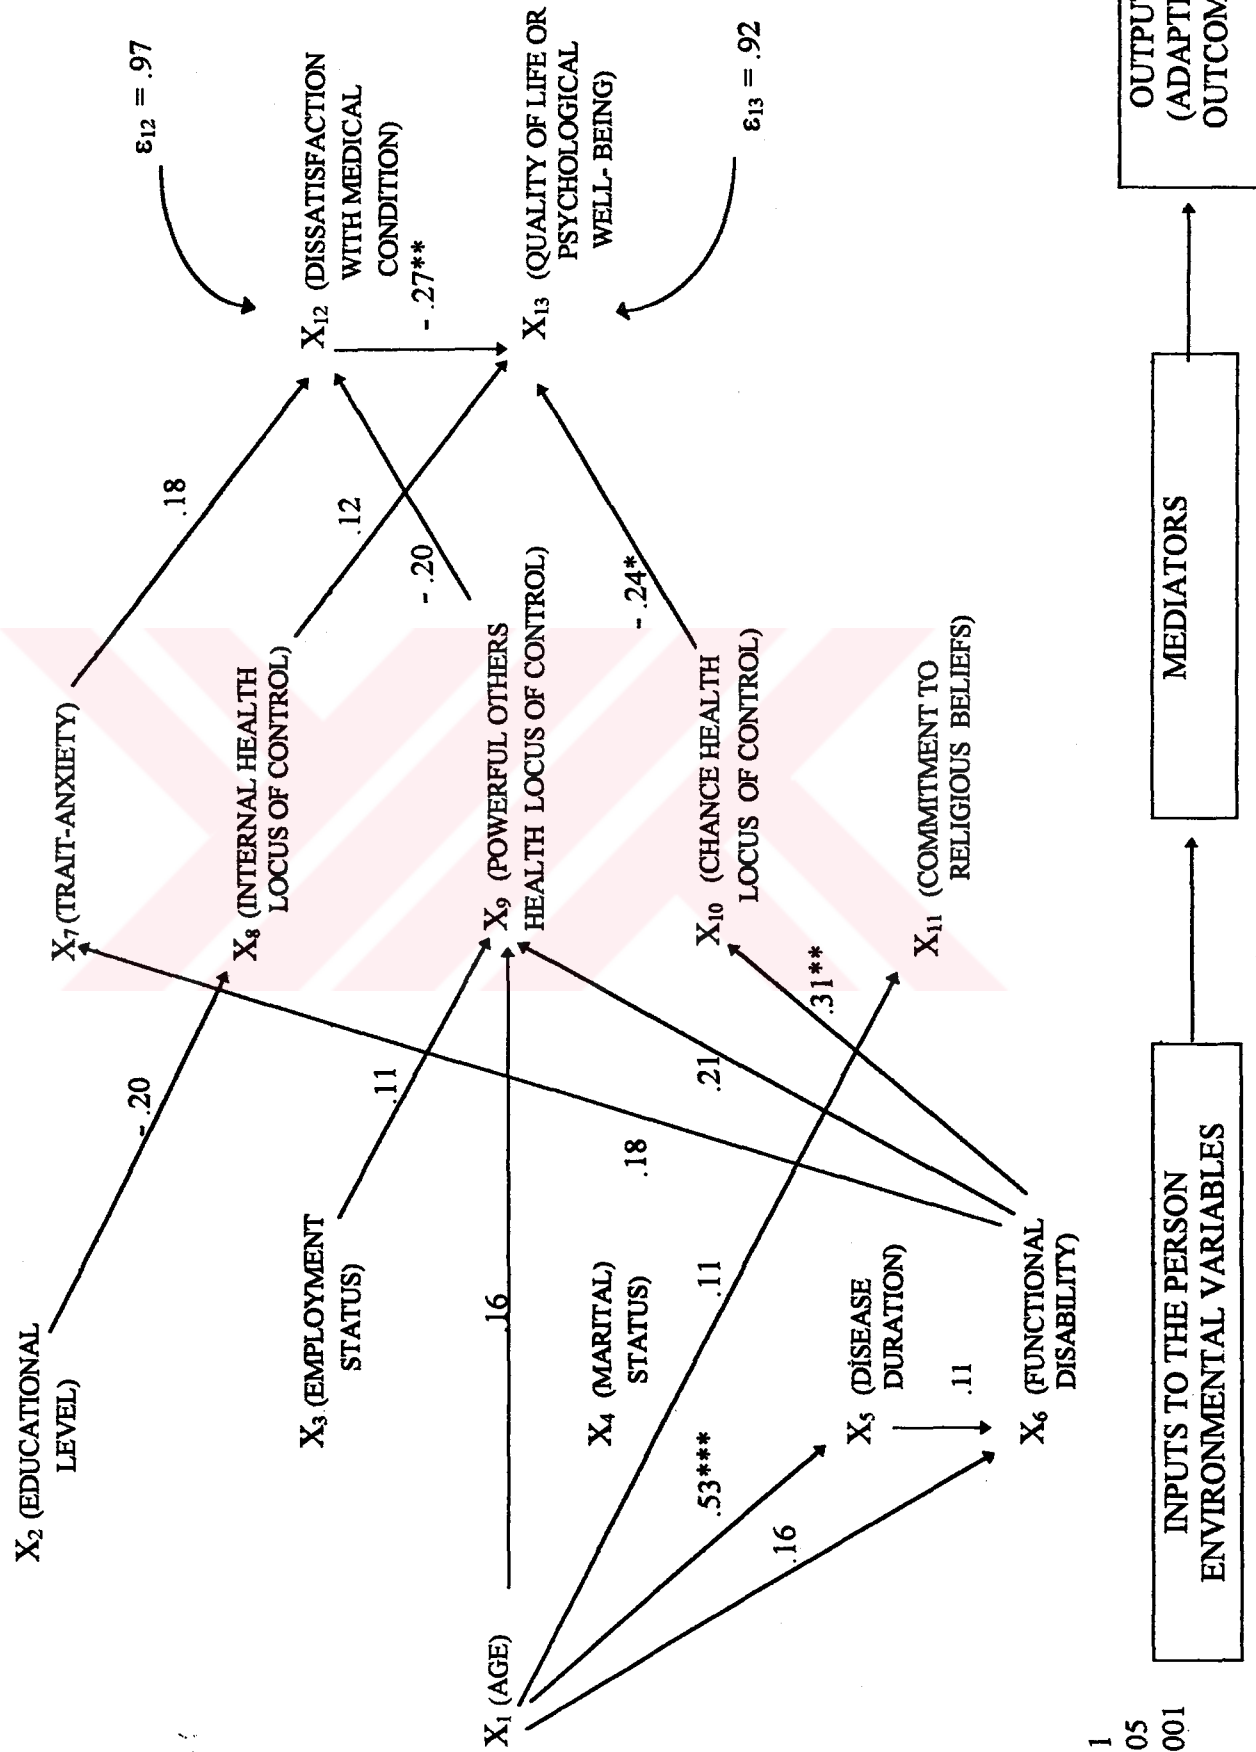 X2 (EDUCATIONAL
LEVEL)
X3 (EMPLOYMENT
STATUS)
X1 (AGE)
X4 (MARITAL)
STATUS)
X5 (DİSEASE
DURATION)
X6 (FUNCTIONAL
DISABILITY)
- .20
.11
.16
.18
.21
.11
.31**
.53***
.16
.11
X7 (TRAIT-ANXIETY)
X8 (INTERNAL HEALTH
LOCUS OF CONTROL)
X9 (POWERFUL OTHERS
HEALTH LOCUS OF CONTROL)
X10 (CHANCE HEALTH
LOCUS OF CONTROL)
X11 (COMMITMENT TO
RELIGIOUS BELIEFS)
.18
.12
- .20
- .24*
ε12 = .97
X12 (DISSATISFACTION
WITH MEDICAL
CONDITION)
- .27**
X13 (QUALITY OF LIFE OR
PSYCHOLOGICAL
WELL- BEING)
ε13 = .92
1
05
001
INPUTS TO THE PERSON
ENVIRONMENTAL VARIABLES
MEDIATORS
OUTPUT
(ADAPTI
OUTCOM